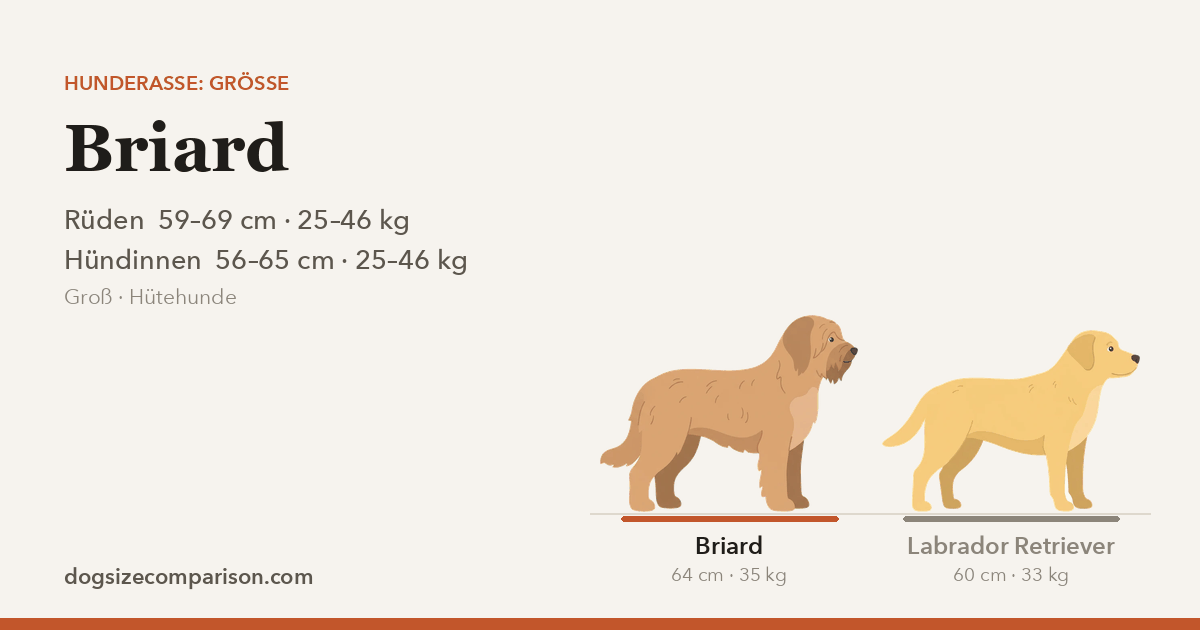 HUNDERASSE: GRÖSSE
Briard
Rüden 59–69 cm · 25–46 kg
Hündinnen 56–65 cm · 25–46 kg
Groß · Hütehunde
Briard
64 cm · 35 kg
Labrador Retriever
60 cm · 33 kg
dogsizecomparison.com